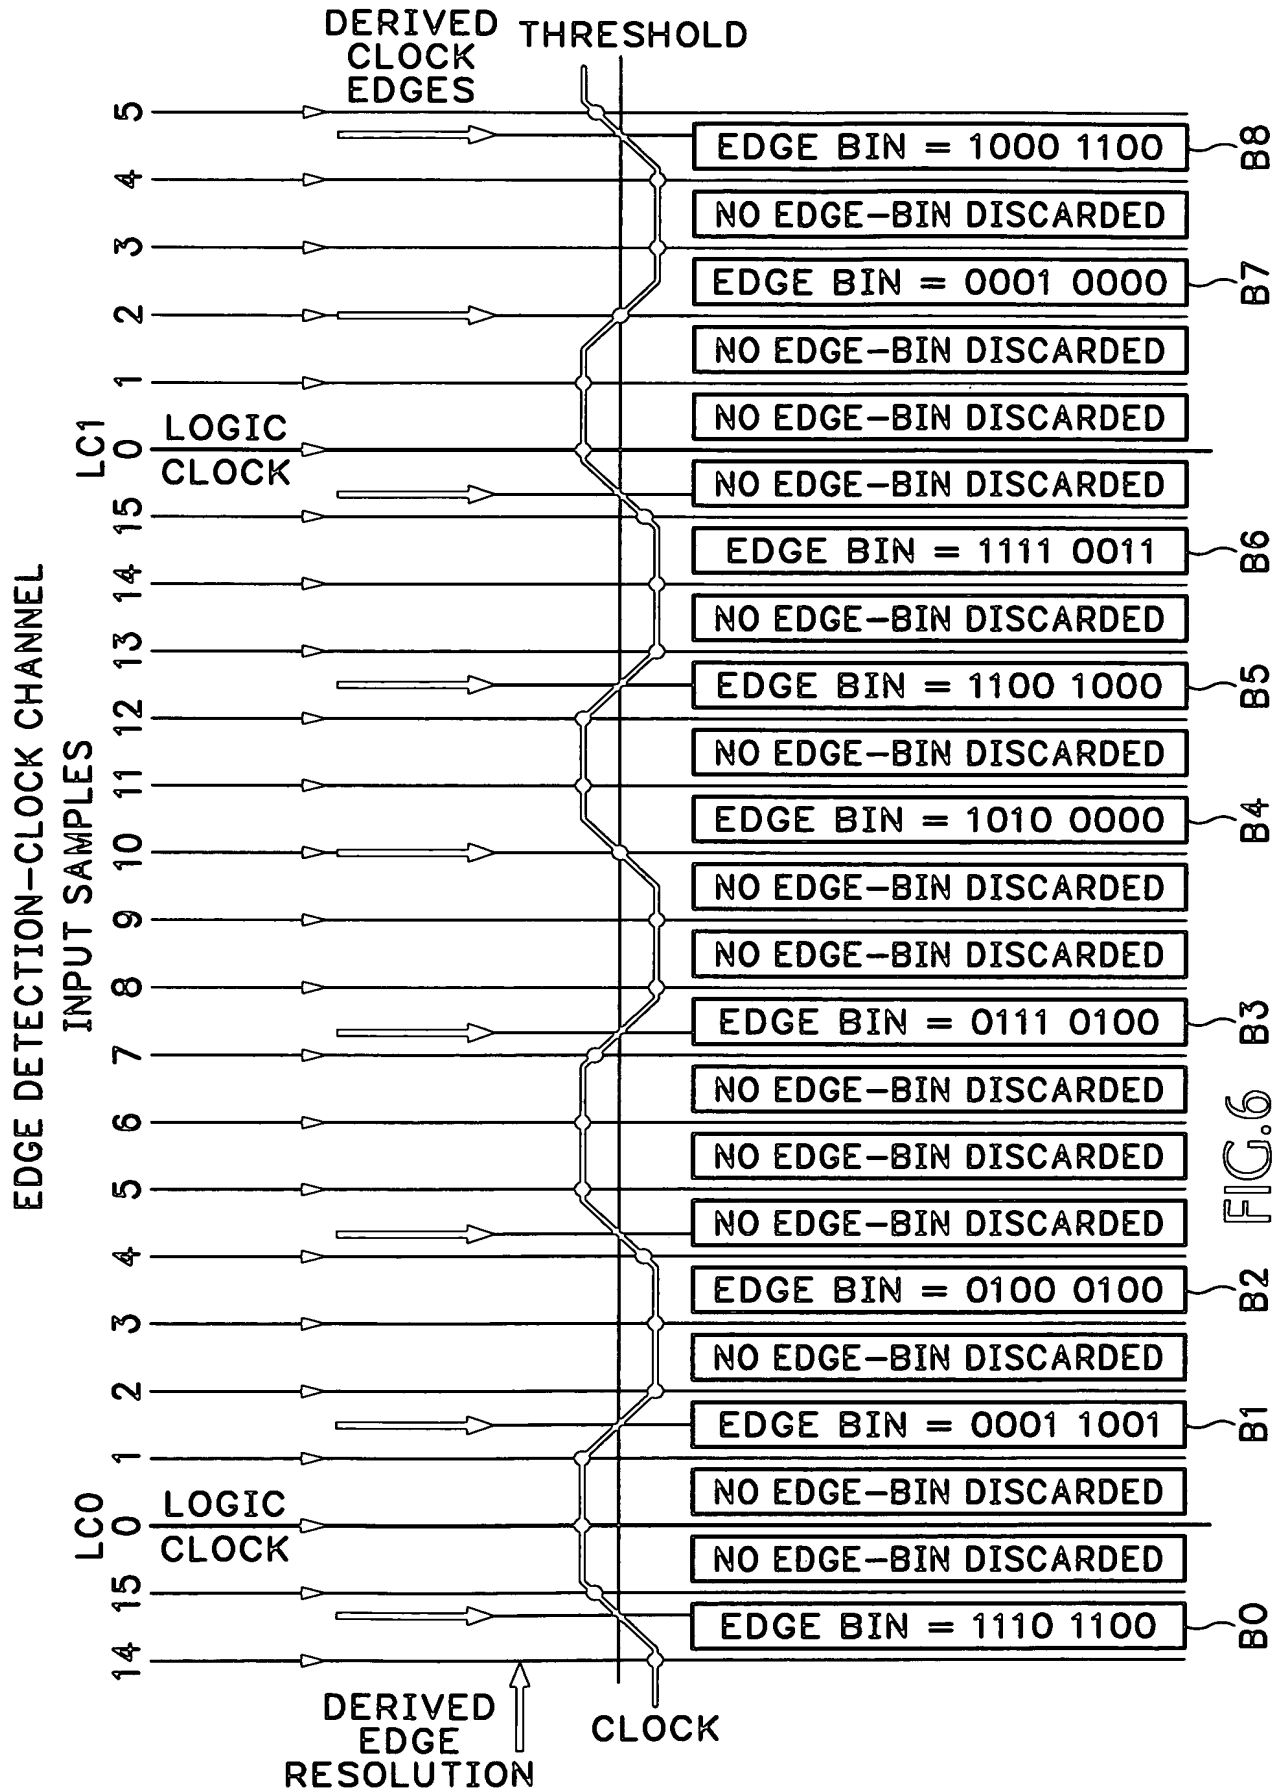 EDGE DETECTION-CLOCK CHANNEL
INPUT SAMPLES
DERIVED
CLOCK
EDGES
THRESHOLD
5
EDGE BIN = 1000 1100
B8
4
NO EDGE-BIN DISCARDED
3
EDGE BIN = 0001 0000
B7
2
NO EDGE-BIN DISCARDED
1
NO EDGE-BIN DISCARDED
LC1
0
LOGIC
CLOCK
NO EDGE-BIN DISCARDED
15
EDGE BIN = 1111 0011
B6
14
NO EDGE-BIN DISCARDED
13
EDGE BIN = 1100 1000
B5
12
NO EDGE-BIN DISCARDED
11
EDGE BIN = 1010 0000
B4
10
NO EDGE-BIN DISCARDED
9
NO EDGE-BIN DISCARDED
8
EDGE BIN = 0111 0100
B3
7
NO EDGE-BIN DISCARDED
6
NO EDGE-BIN DISCARDED
5
NO EDGE-BIN DISCARDED
4
EDGE BIN = 0100 0100
B2
3
NO EDGE-BIN DISCARDED
2
EDGE BIN = 0001 1001
B1
1
NO EDGE-BIN DISCARDED
LC0
0
LOGIC
CLOCK
NO EDGE-BIN DISCARDED
15
EDGE BIN = 1110 1100
B0
14
DERIVED
EDGE
RESOLUTION
CLOCK
FIG.6